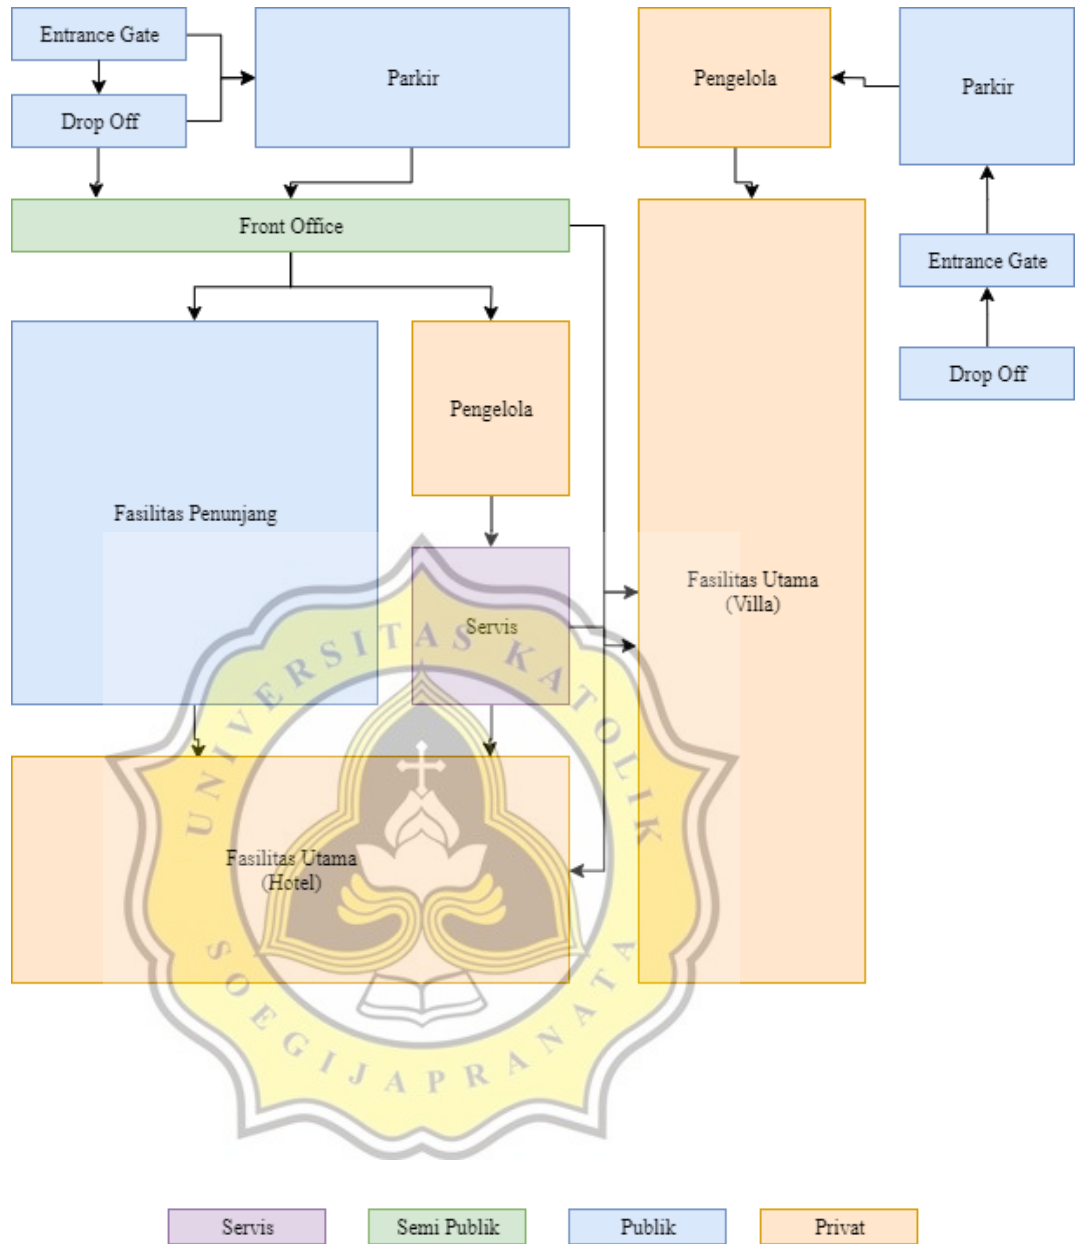 Entrance Gate
Parkir
Drop Off
Pengelola
Parkir
Front Office
Entrance Gate
Drop Off
Pengelola
Fasilitas Penunjang
Servis
Fasilitas Utama
(Villa)
Fasilitas Utama
(Hotel)
UNIVERSITAS KATOLIK
SOEGIJAPRANATA
Servis
Semi Publik
Publik
Privat